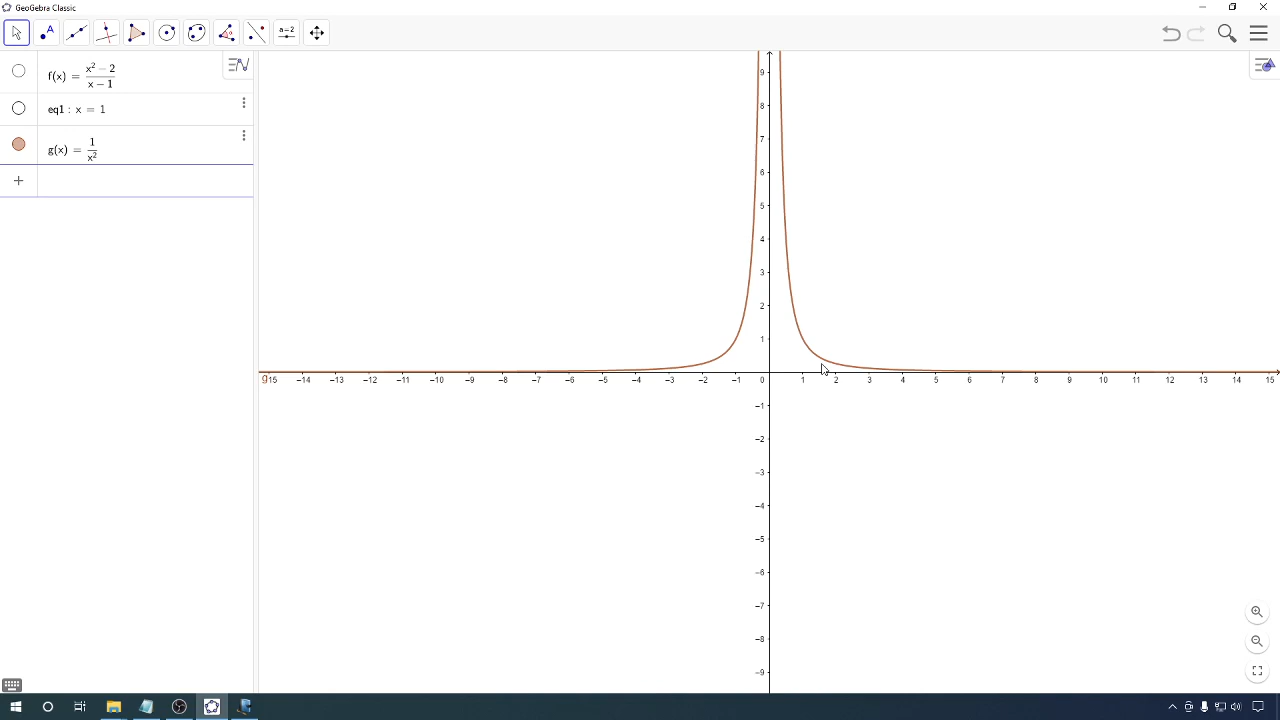 GeoGebra Classic
a=2
f(x) = (x² − 2)/(x − 1)
eq1 : x = 1
g(x) = 1/x²
9
8
7
6
5
4
3
2
1
g
15 −14 −13 −12 −11 −10 −9 −8 −7 −6 −5 −4 −3 −2 −1 0 1 2 3 4 5 6 7 8 9 10 11 12 13 14 15
−1
−2
−3
−4
−5
−6
−7
−8
−9